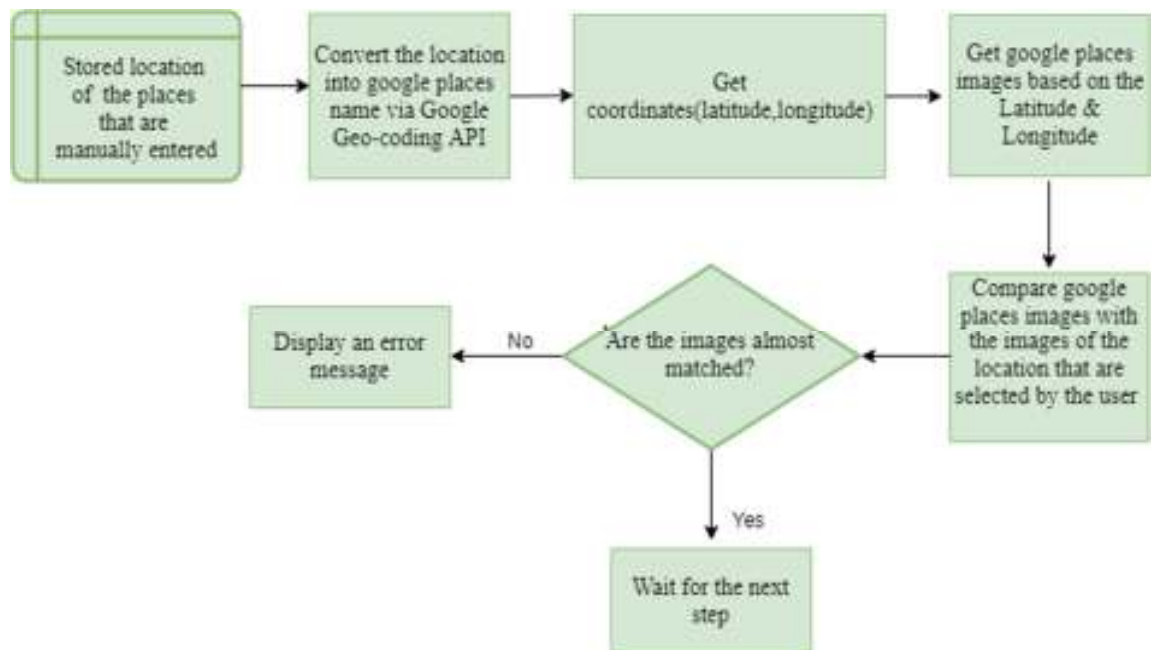 Stored location
of the places
that are
manually entered
Convert the location
into google places
name via Google
Geo-coding API
Get
coordinates(latitude,longitude)
Get google places
images based on the
Latitude &
Longitude
Compare google
places images with
the images of the
location that are
selected by the user
Are the images almost
matched?
No
Display an error
message
Yes
Wait for the next
step